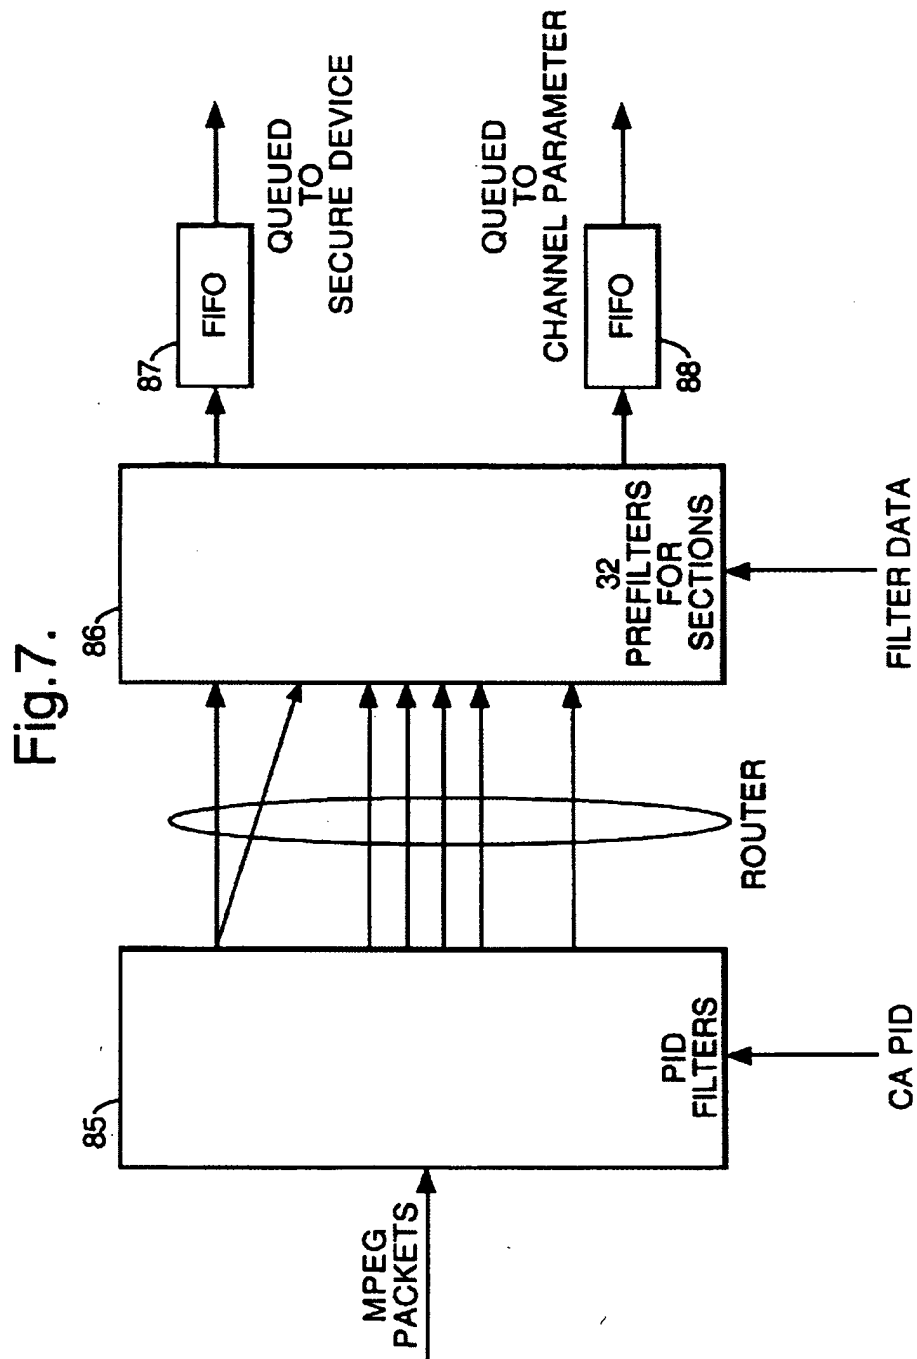 Fig.7.
MPEG
PACKETS
85
PID
FILTERS
CA PID
ROUTER
86
32
PREFILTERS
FOR
SECTIONS
FILTER DATA
87
FIFO
QUEUED
TO
SECURE DEVICE
88
FIFO
QUEUED
TO
CHANNEL PARAMETER